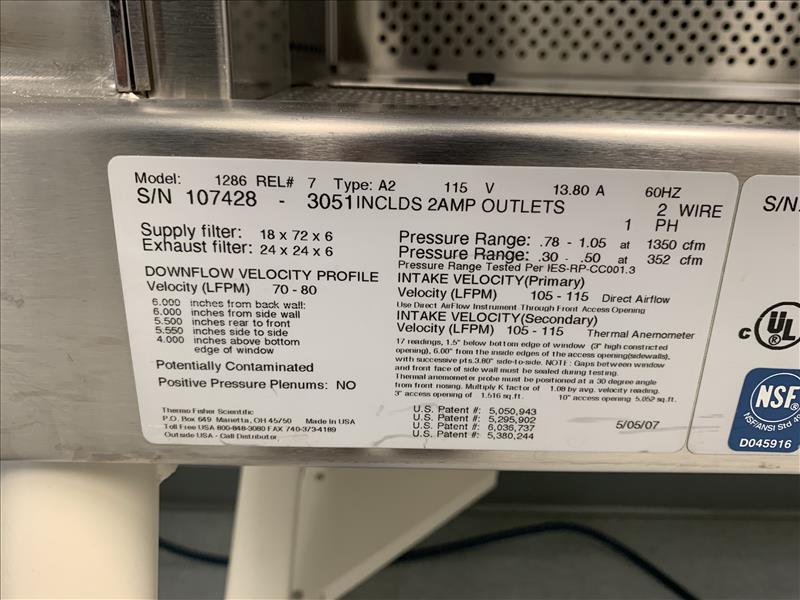 Model: 1286 REL# 7 Type: A2 115 V 13.80 A 60HZ
S/N 107428 - 3051 INCLDS 2AMP OUTLETS 2 WIRE
1 PH
Supply filter: 18 x 72 x 6
Exhaust filter: 24 x 24 x 6
DOWNFLOW VELOCITY PROFILE
Velocity (LFPM) 70 - 80
6.000 inches from back wall:
6.000 inches from side wall
5.500 inches rear to front
5.550 inches side to side
4.000 inches above bottom
edge of window
Potentially Contaminated
Positive Pressure Plenums: NO
Thermo Fisher Scientific
P.O. Box 649 Marietta, OH 45750 Made In USA
Toll Free USA 800-848-3080 FAX 740-373-4189
Outside USA - Call Distributor
Pressure Range: .78 - 1.05 at 1350 cfm
Pressure Range: .30 - .50 at 352 cfm
Pressure Range Tested Per IES-RP-CC001.3
INTAKE VELOCITY(Primary)
Velocity (LFPM) 105 - 115 Direct Airflow
Use Direct AirFlow Instrument Through Front Access Opening
INTAKE VELOCITY(Secondary)
Velocity (LFPM) 105 - 115 Thermal Anemometer
17 readings, 1.5" below bottom edge of window (3" high constricted
opening), 6.00" from the inside edges of the access opening(sidewalls),
with successive pts 3.80" side-to-side. NOTE: Gaps between window
and front face of side wall must be sealed during testing.
Thermal anemometer probe must be positioned at a 30 degree angle
from front nosing. Multiply K factor of 1.08 by avg. velocity reading.
3" access opening of 1.516 sq.ft. 10" access opening 5.052 sq.ft.
U.S. Patent #: 5,050,943
U.S. Patent #: 5,295,902
U.S. Patent #: 6,036,737
U.S. Patent #: 5,380,244
5/05/07
S/N.
c UL
NSF
NSF/ANSI Std 49
D045916